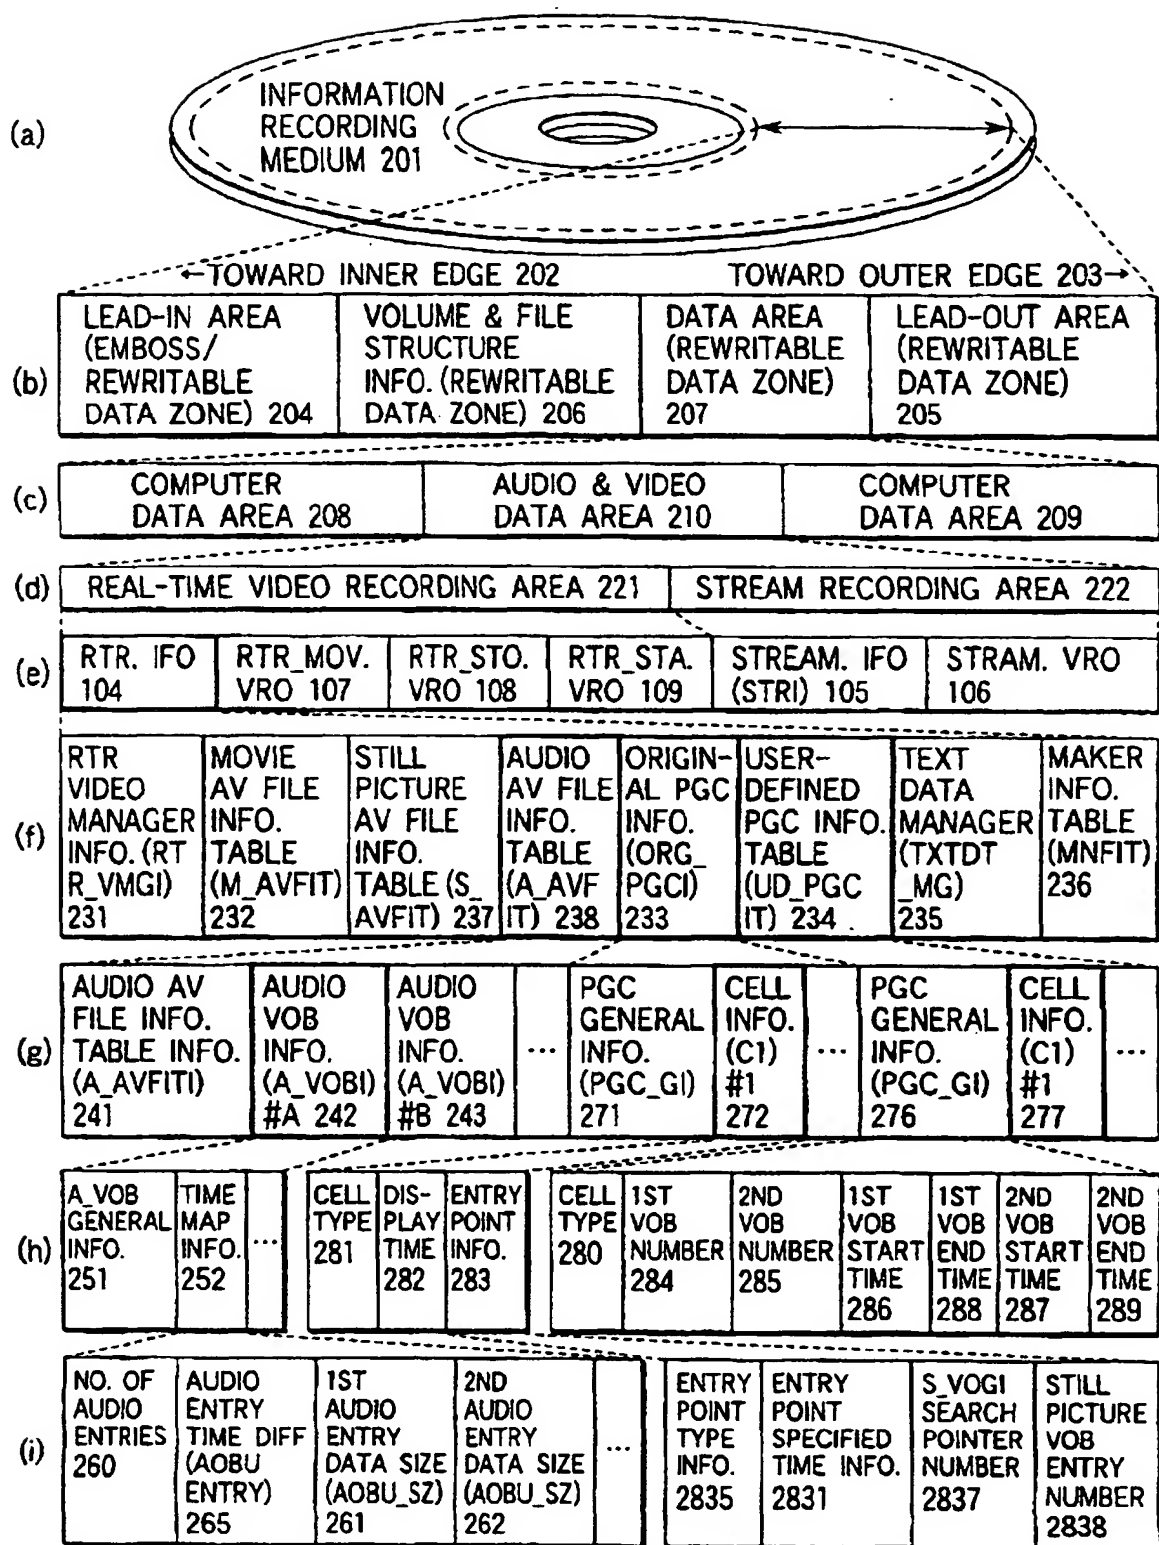 (a)
INFORMATION
RECORDING
MEDIUM 201
←TOWARD INNER EDGE 202
TOWARD OUTER EDGE 203→
(b)
LEAD-IN AREA
(EMBOSS/
REWRITABLE
DATA ZONE) 204
VOLUME & FILE
STRUCTURE
INFO. (REWRITABLE
DATA ZONE) 206
DATA AREA
(REWRITABLE
DATA ZONE)
207
LEAD-OUT AREA
(REWRITABLE
DATA ZONE)
205
(c)
COMPUTER
DATA AREA 208
AUDIO & VIDEO
DATA AREA 210
COMPUTER
DATA AREA 209
(d)
REAL-TIME VIDEO RECORDING AREA 221
STREAM RECORDING AREA 222
(e)
RTR. IFO
104
RTR_MOV.
VRO 107
RTR_STO.
VRO 108
RTR_STA.
VRO 109
STREAM. IFO
(STRI) 105
STRAM. VRO
106
(f)
RTR
VIDEO
MANAGER
INFO. (RT
R_VMGI)
231
MOVIE
AV FILE
INFO.
TABLE
(M_AVFIT)
232
STILL
PICTURE
AV FILE
INFO.
TABLE (S_
AVFIT) 237
AUDIO
AV FILE
INFO.
TABLE
(A_AVF
IT) 238
ORIGIN-
AL PGC
INFO.
(ORG_
PGCI)
233
USER-
DEFINED
PGC INFO.
TABLE
(UD_PGC
IT) 234
TEXT
DATA
MANAGER
(TXTDT
_MG)
235
MAKER
INFO.
TABLE
(MNFIT)
236
(g)
AUDIO AV
FILE INFO.
TABLE INFO.
(A_AVFITI)
241
AUDIO
VOB
INFO.
(A_VOBI)
#A 242
AUDIO
VOB
INFO.
(A_VOBI)
#B 243
...
PGC
GENERAL
INFO.
(PGC_GI)
271
CELL
INFO.
(C1)
#1
272
...
PGC
GENERAL
INFO.
(PGC_GI)
276
CELL
INFO.
(C1)
#1
277
...
(h)
A_VOB
GENERAL
INFO.
251
TIME
MAP
INFO.
252
...
CELL
TYPE
281
DIS-
PLAY
TIME
282
ENTRY
POINT
INFO.
283
CELL
TYPE
280
1ST
VOB
NUMBER
284
2ND
VOB
NUMBER
285
1ST
VOB
START
TIME
286
1ST
VOB
END
TIME
288
2ND
VOB
START
TIME
287
2ND
VOB
END
TIME
289
(i)
NO. OF
AUDIO
ENTRIES
260
AUDIO
ENTRY
TIME DIFF
(AOBU
ENTRY)
265
1ST
AUDIO
ENTRY
DATA SIZE
(AOBU_SZ)
261
2ND
AUDIO
ENTRY
DATA SIZE
(AOBU_SZ)
262
...
ENTRY
POINT
TYPE
INFO.
2835
ENTRY
POINT
SPECIFIED
TIME INFO.
2831
S_VOGI
SEARCH
POINTER
NUMBER
2837
STILL
PICTURE
VOB
ENTRY
NUMBER
2838